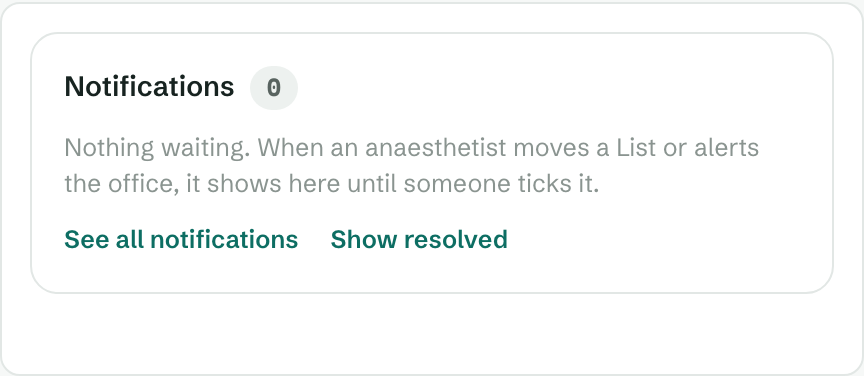 Notifications 0
Nothing waiting. When an anaesthetist moves a List or alerts
the office, it shows here until someone ticks it.
See all notifications Show resolved